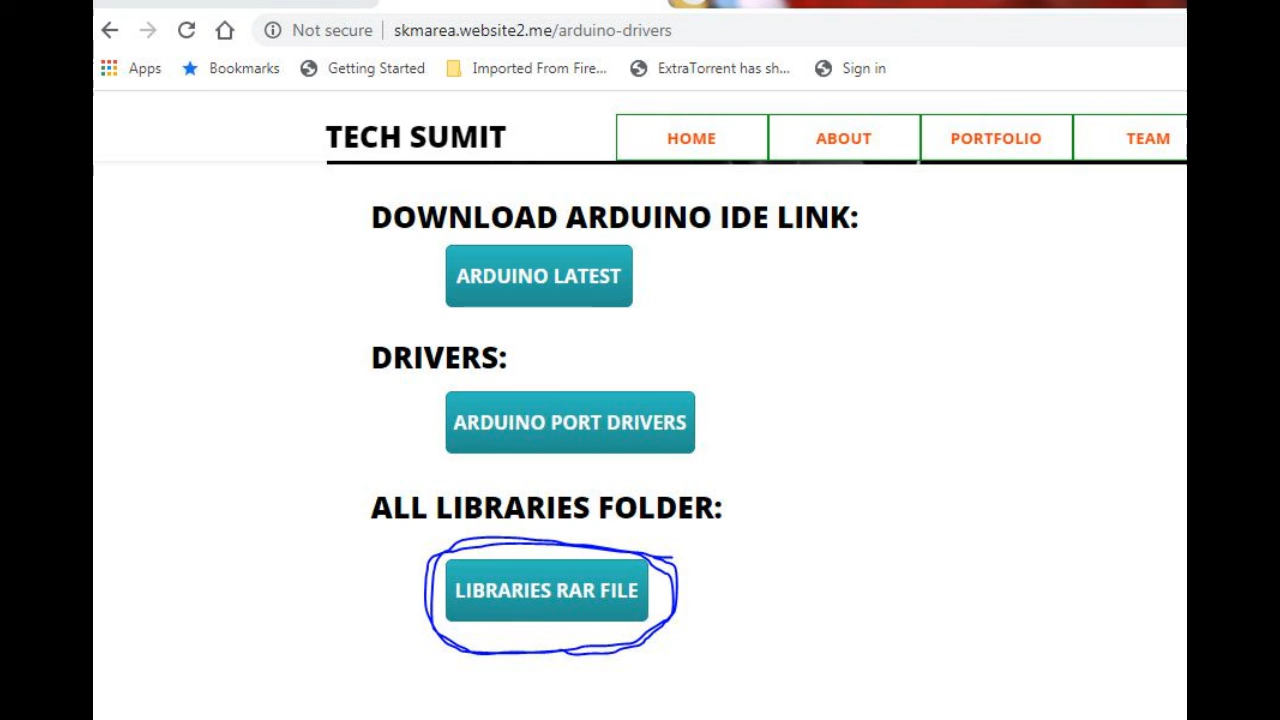 Not secure skmarea.website2.me/arduino-drivers
Apps Bookmarks Getting Started Imported From Fire... ExtraTorrent has sh... Sign in
TECH SUMIT HOME ABOUT PORTFOLIO TEAM
DOWNLOAD ARDUINO IDE LINK:
ARDUINO LATEST
DRIVERS:
ARDUINO PORT DRIVERS
ALL LIBRARIES FOLDER:
LIBRARIES RAR FILE